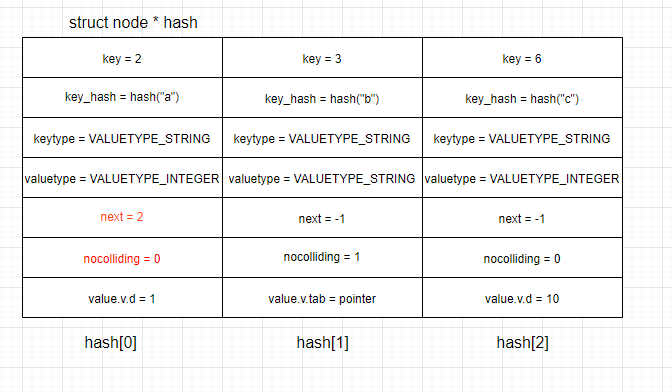 struct node * hash
key = 2 key = 3 key = 6
key_hash = hash("a") key_hash = hash("b") key_hash = hash("c")
keytype = VALUETYPE_STRING keytype = VALUETYPE_STRING keytype = VALUETYPE_STRING
valuetype = VALUETYPE_INTEGER valuetype = VALUETYPE_STRING valuetype = VALUETYPE_INTEGER
next = 2 next = -1 next = -1
nocolliding = 0 nocolliding = 1 nocolliding = 0
value.v.d = 1 value.v.tab = pointer value.v.d = 10
hash[0] hash[1] hash[2]